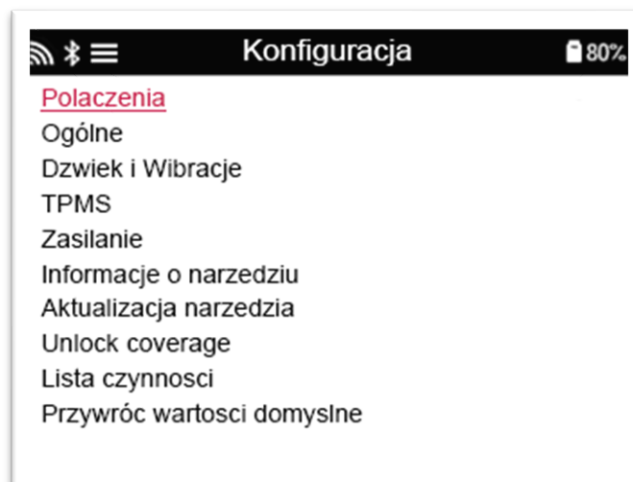 Konfiguracja 80%
Polaczenia
Ogólne
Dzwiek i Wibracje
TPMS
Zasilanie
Informacje o narzedziu
Aktualizacja narzedzia
Unlock coverage
Lista czynnosci
Przywróc wartosci domyslne